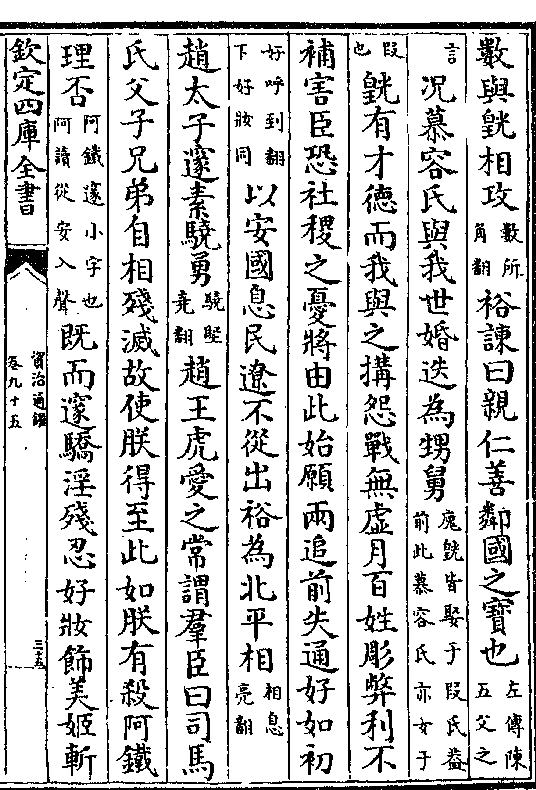 數與皝相攻數所角翻裕諫曰親仁善鄰國之寶也左傳陳五父之
言况慕容氏與我世婚迭為甥舅廆皝皆娶于段氏葢前此慕容氏亦女于
段也皝有才德而我與之搆怨戰無虛月百姓彫弊利不
補害臣恐社稷之憂將由此始願兩追前失通好如初
好呼到翻下好妝同以安國息民遼不從出裕為北平相相息亮翻
趙太子邃素驍勇驍堅堯翻趙王虎愛之常謂羣臣曰司馬
氏父子兄弟自相殘滅故使朕得至此如朕有殺阿鐵
理否阿鐵邃小字也阿讀從安入聲既而邃驕淫殘忍好妝飾美姬斬
欽定四庫全書
資治通鑑
卷九十五
三十五